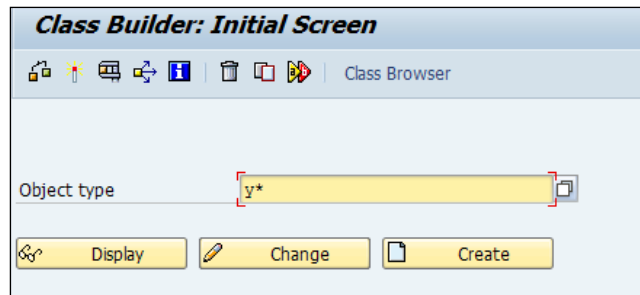 Class Builder: Initial Screen
Class Browser
Object type y*
Display Change Create